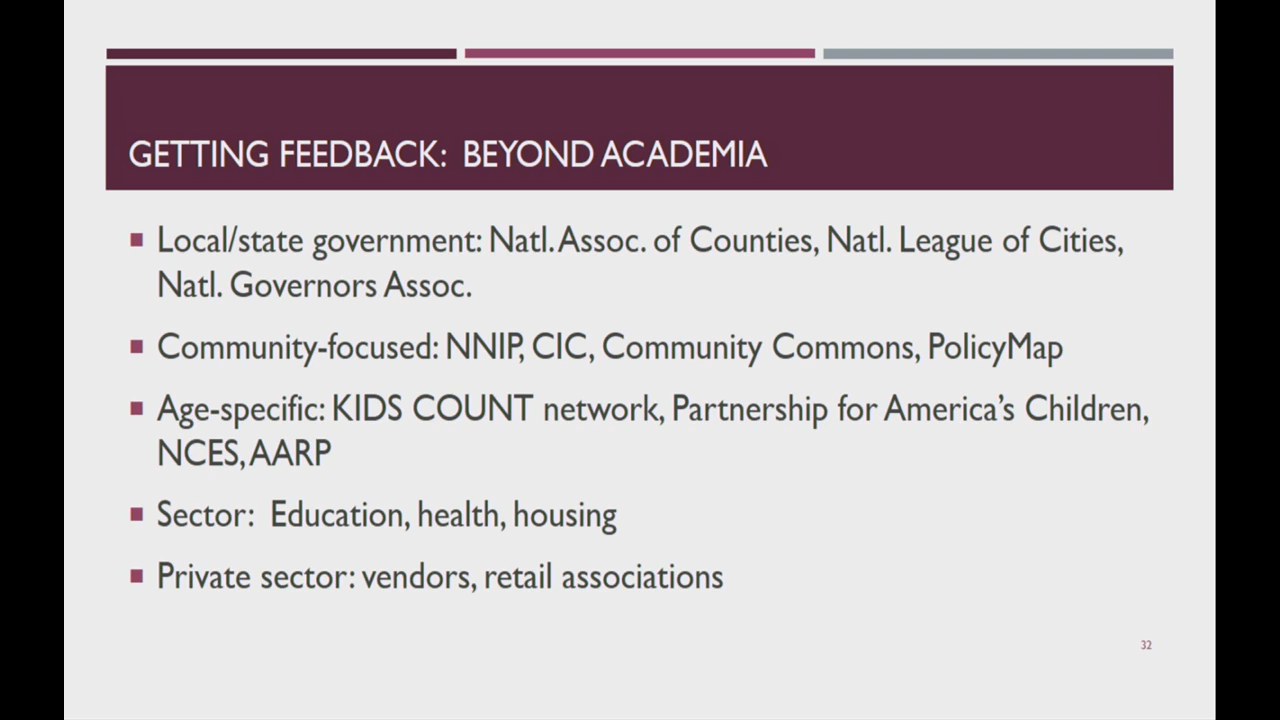 GETTING FEEDBACK:  BEYOND ACADEMIA
Local/state government: Natl. Assoc. of Counties, Natl. League of Cities,
Natl. Governors Assoc.
Community-focused: NNIP, CIC, Community Commons, PolicyMap
Age-specific: KIDS COUNT network, Partnership for America's Children,
NCES, AARP
Sector:  Education, health, housing
Private sector: vendors, retail associations
32